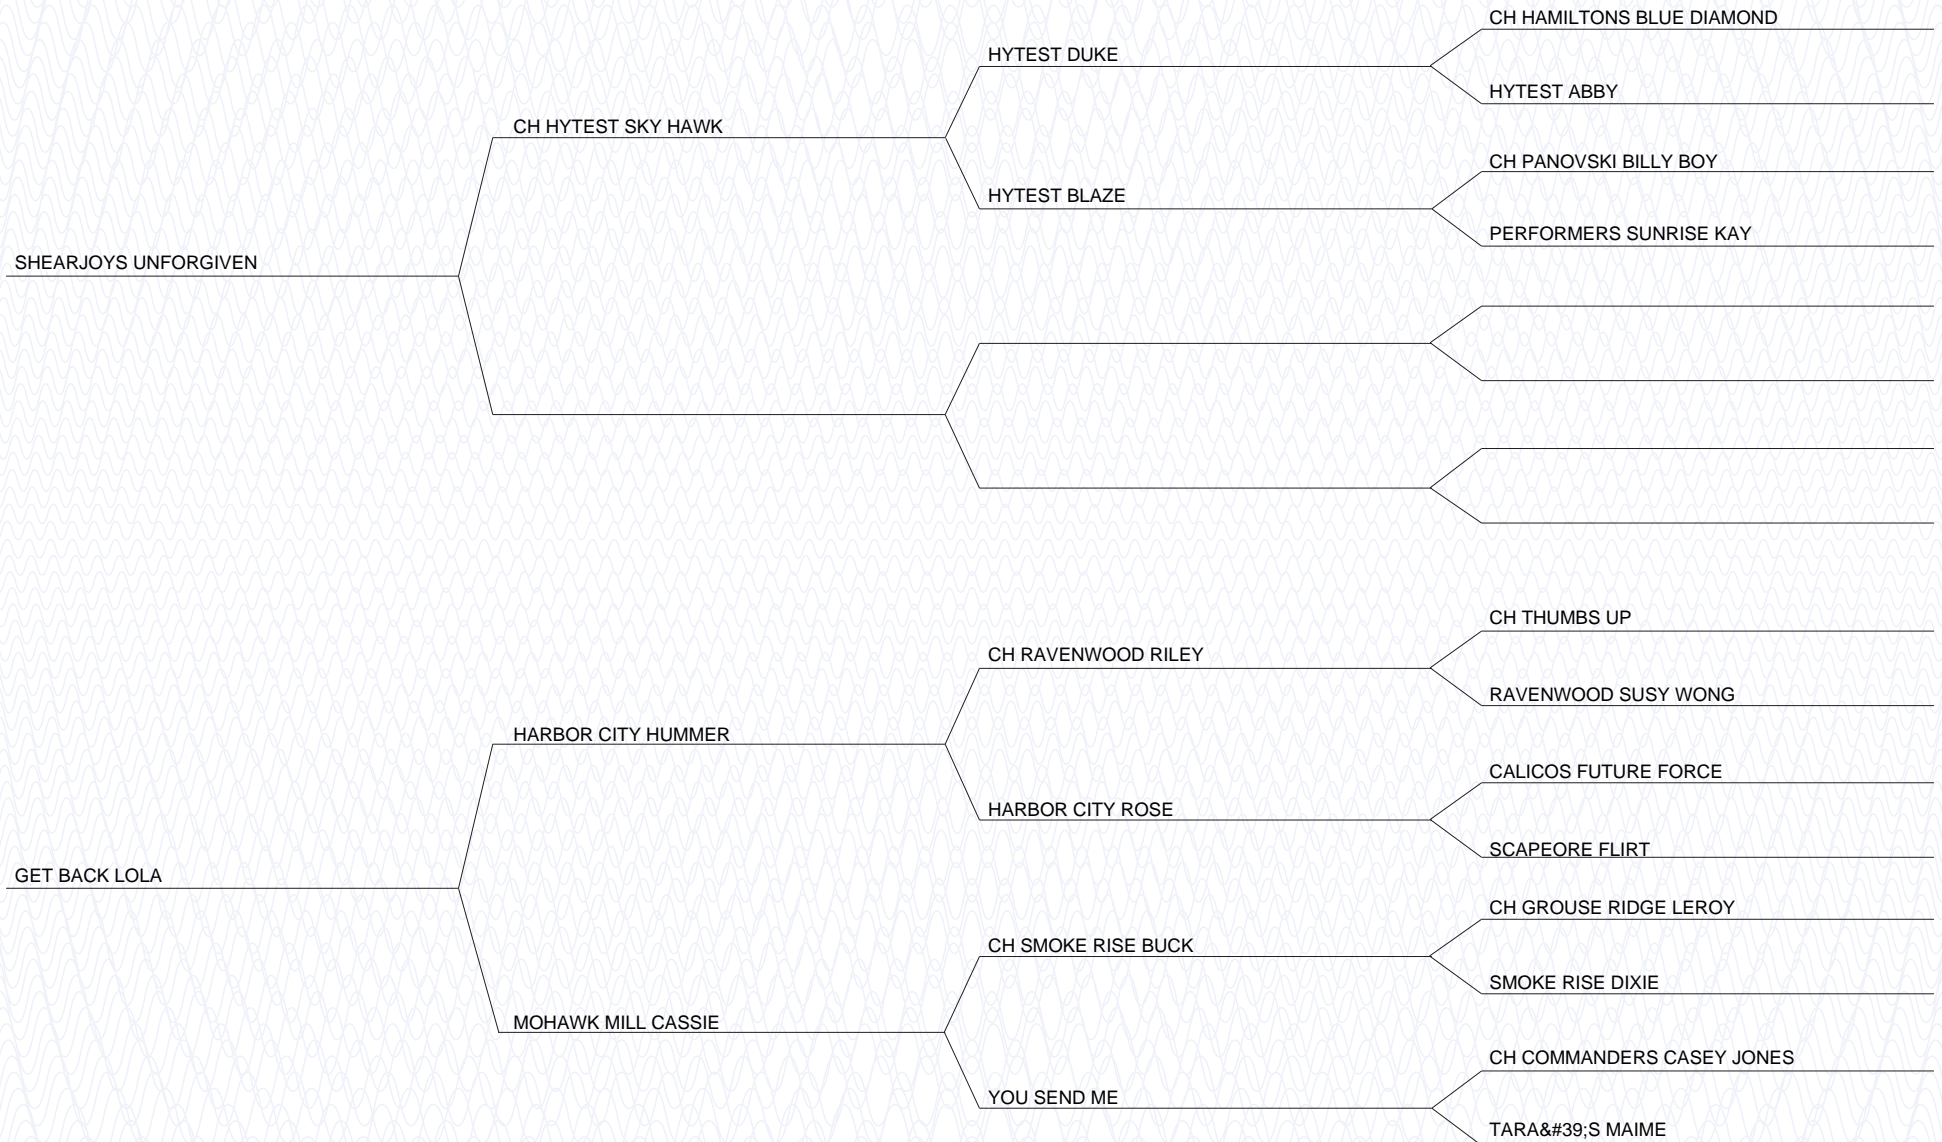 CH HAMILTONS BLUE DIAMOND
HYTEST DUKE
HYTEST ABBY
CH HYTEST SKY HAWK
CH PANOVSKI BILLY BOY
HYTEST BLAZE
PERFORMERS SUNRISE KAY
SHEARJOYS UNFORGIVEN
CH THUMBS UP
CH RAVENWOOD RILEY
RAVENWOOD SUSY WONG
HARBOR CITY HUMMER
CALICOS FUTURE FORCE
HARBOR CITY ROSE
SCAPEORE FLIRT
GET BACK LOLA
CH GROUSE RIDGE LEROY
CH SMOKE RISE BUCK
SMOKE RISE DIXIE
MOHAWK MILL CASSIE
CH COMMANDERS CASEY JONES
YOU SEND ME
TARA&#39;S MAIME